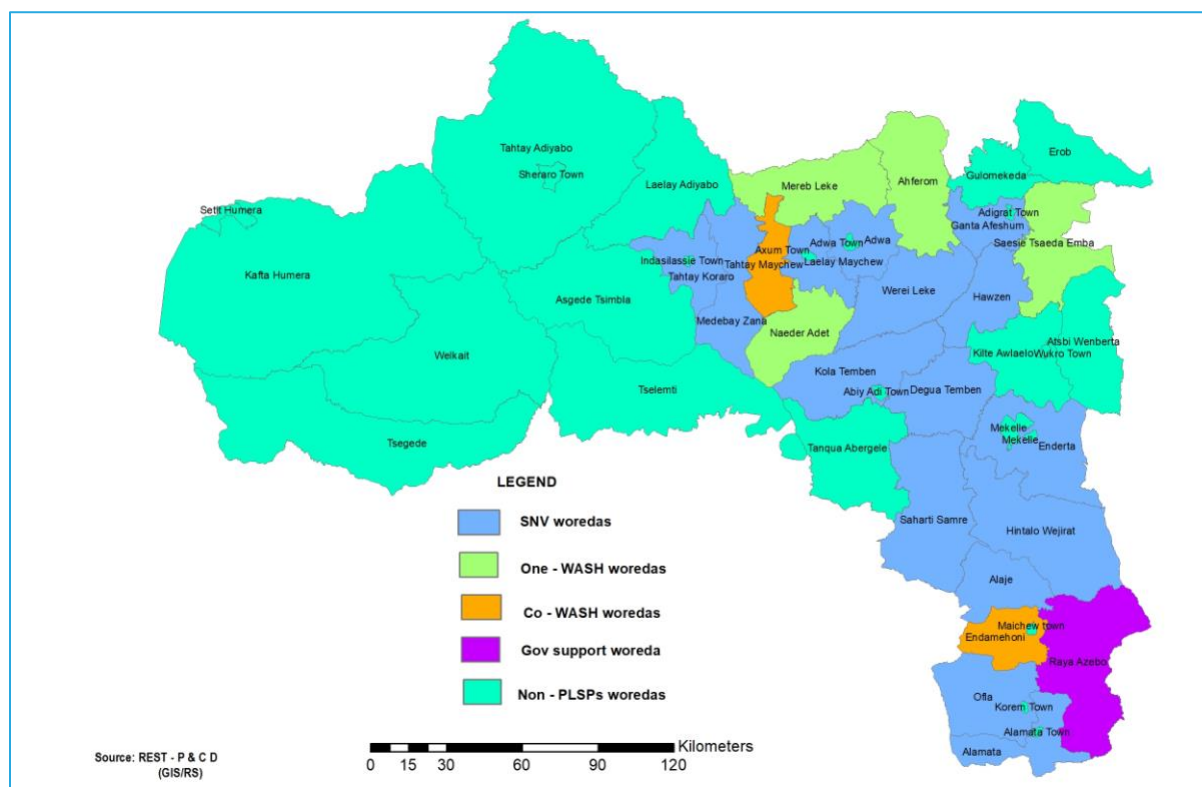 Erob
Tahtay Adiyabo
Gulomekeda
Sheraro Town
Mereb Leke
Ahferom
Laelay Adiyabo
Setit Humera
Adigrat Town
Ganta Afeshum
Saesie Tsaeda Emba
Axum Town
Adwa Town
Adwa
Indasilassie Town
Tahtay Maychew
Laelay Maychew
Kafta Humera
Tahtay Koraro
Werei Leke
Hawzen
Asgede Tsimbla
Medebay Zana
Naeder Adet
Atsbi Wenberta
Kilte Awlaelo
Wukro Town
Welkait
Kola Temben
Tselemti
Abiy Adi Town
Degua Temben
Mekelle
Mekelle
Enderta
Tsegede
Tanqua Abergele
LEGEND
SNV woredas
One - WASH woredas
Co - WASH woredas
Gov support woreda
Non - PLSPs woredas
Saharti Samre
Hintalo Wejirat
Alaje
Maichew town
Endamehoni
Raya Azebo
Ofla
Korem Town
Alamata Town
Alamata
Kilometers
0 15 30 60 90 120
Source: REST - P & C D
(GIS/RS)